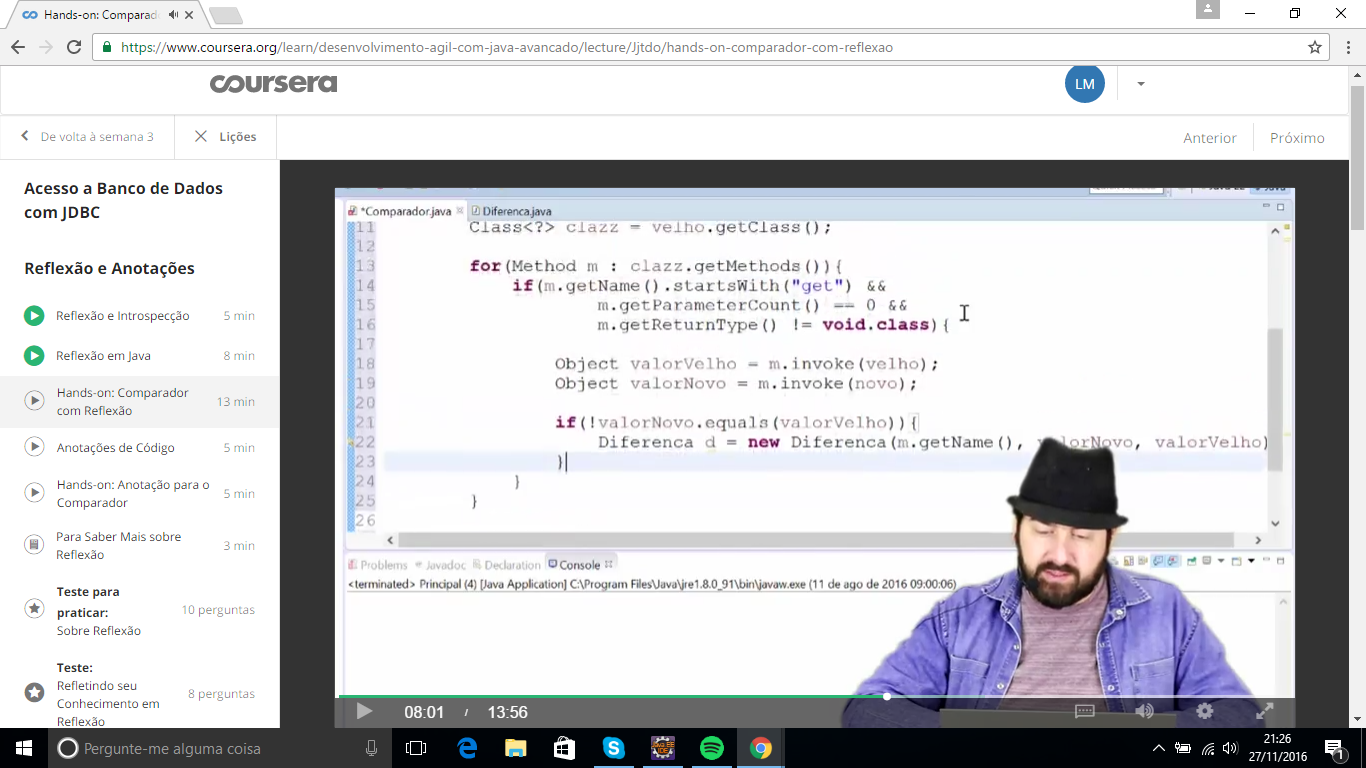 Hands-on: Comparad
https://www.coursera.org/learn/desenvolvimento-agil-com-java-avancado/lecture/Jjtdo/hands-on-comparador-com-reflexao
coursera
LM
De volta à semana 3
Lições
Anterior
Próximo
Acesso a Banco de Dados
com JDBC
Reflexão e Anotações
Reflexão e Introspecção 5 min
Reflexão em Java 8 min
Hands-on: Comparador
com Reflexão
13 min
Anotações de Código 5 min
Hands-on: Anotação para o
Comparador
5 min
Para Saber Mais sobre
Reflexão
3 min
Teste para
praticar:
Sobre Reflexão
10 perguntas
Teste:
Refletindo seu
Conhecimento em
Reflexão
8 perguntas
*Comparador.java
Diferenca.java
11 Class<?> clazz = velho.getClass();
12
13 for(Method m : clazz.getMethods()){
14 if(m.getName().startsWith("get") &&
15 m.getParameterCount() == 0 &&
16 m.getReturnType() != void.class){
17
18 Object valorVelho = m.invoke(velho);
19 Object valorNovo = m.invoke(novo);
20
21 if(!valorNovo.equals(valorVelho)){
22 Diferenca d = new Diferenca(m.getName(), valorNovo, valorVelho)
23 }
24 }
25 }
26
Problems
Javadoc
Declaration
Console
<terminated> Principal (4) [Java Application] C:\Program Files\Java\jre1.8.0_91\bin\javaw.exe (11 de ago de 2016 09:00:06)
08:01 / 13:56
Pergunte-me alguma coisa
21:26
27/11/2016
1